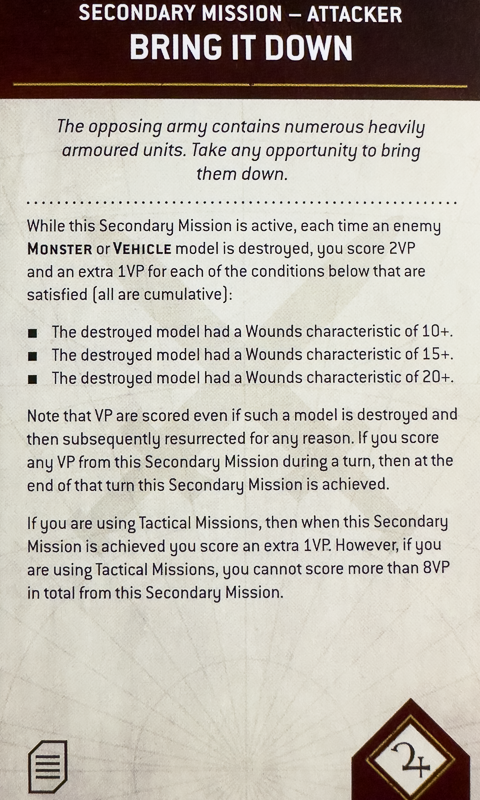 SECONDARY MISSION – ATTACKER
BRING IT DOWN
The opposing army contains numerous heavily
armoured units. Take any opportunity to bring
them down.
While this Secondary Mission is active, each time an enemy
MONSTER or VEHICLE model is destroyed, you score 2VP
and an extra 1VP for each of the conditions below that are
satisfied (all are cumulative):
■ The destroyed model had a Wounds characteristic of 10+.
■ The destroyed model had a Wounds characteristic of 15+.
■ The destroyed model had a Wounds characteristic of 20+.
Note that VP are scored even if such a model is destroyed and
then subsequently resurrected for any reason. If you score
any VP from this Secondary Mission during a turn, then at the
end of that turn this Secondary Mission is achieved.
If you are using Tactical Missions, then when this Secondary
Mission is achieved you score an extra 1VP. However, if you
are using Tactical Missions, you cannot score more than 8VP
in total from this Secondary Mission.